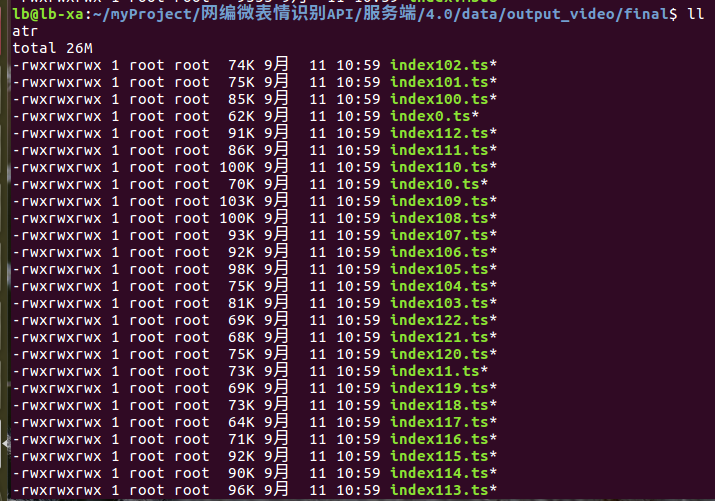 lb@lb-xa:~/myProject/网编微表情识别API/服务端/4.0/data/output_video/final$ ll
atr
total 26M
-rwxrwxrwx 1 root root  74K 9月  11 10:59 index102.ts*
-rwxrwxrwx 1 root root  75K 9月  11 10:59 index101.ts*
-rwxrwxrwx 1 root root  85K 9月  11 10:59 index100.ts*
-rwxrwxrwx 1 root root  62K 9月  11 10:59 index0.ts*
-rwxrwxrwx 1 root root  91K 9月  11 10:59 index112.ts*
-rwxrwxrwx 1 root root  86K 9月  11 10:59 index111.ts*
-rwxrwxrwx 1 root root 100K 9月  11 10:59 index110.ts*
-rwxrwxrwx 1 root root  70K 9月  11 10:59 index10.ts*
-rwxrwxrwx 1 root root 103K 9月  11 10:59 index109.ts*
-rwxrwxrwx 1 root root 100K 9月  11 10:59 index108.ts*
-rwxrwxrwx 1 root root  93K 9月  11 10:59 index107.ts*
-rwxrwxrwx 1 root root  92K 9月  11 10:59 index106.ts*
-rwxrwxrwx 1 root root  98K 9月  11 10:59 index105.ts*
-rwxrwxrwx 1 root root  75K 9月  11 10:59 index104.ts*
-rwxrwxrwx 1 root root  81K 9月  11 10:59 index103.ts*
-rwxrwxrwx 1 root root  69K 9月  11 10:59 index122.ts*
-rwxrwxrwx 1 root root  68K 9月  11 10:59 index121.ts*
-rwxrwxrwx 1 root root  75K 9月  11 10:59 index120.ts*
-rwxrwxrwx 1 root root  73K 9月  11 10:59 index11.ts*
-rwxrwxrwx 1 root root  69K 9月  11 10:59 index119.ts*
-rwxrwxrwx 1 root root  73K 9月  11 10:59 index118.ts*
-rwxrwxrwx 1 root root  64K 9月  11 10:59 index117.ts*
-rwxrwxrwx 1 root root  71K 9月  11 10:59 index116.ts*
-rwxrwxrwx 1 root root  92K 9月  11 10:59 index115.ts*
-rwxrwxrwx 1 root root  90K 9月  11 10:59 index114.ts*
-rwxrwxrwx 1 root root  96K 9月  11 10:59 index113.ts*